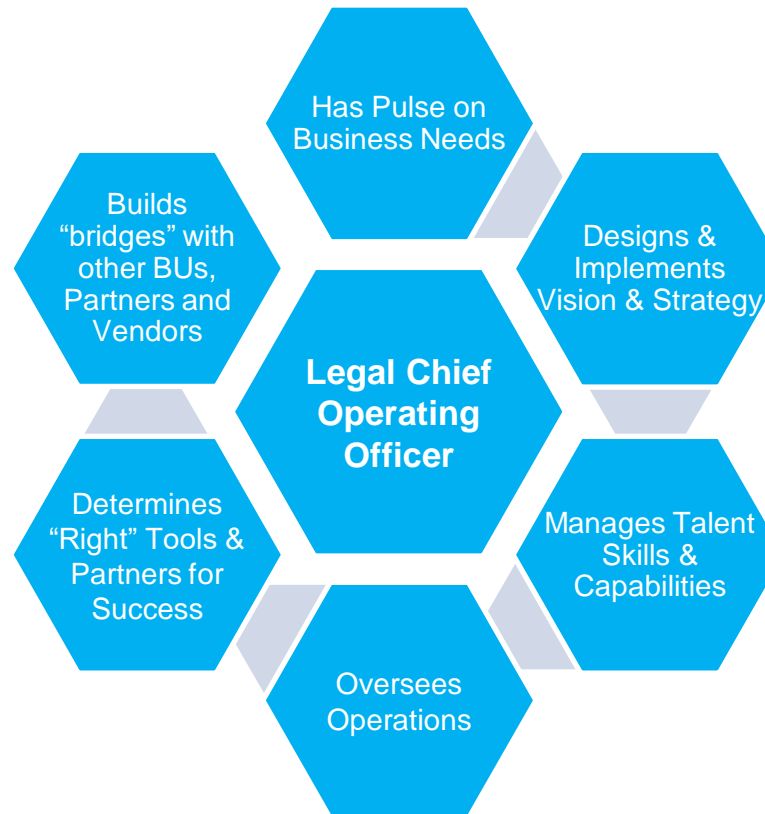 Has Pulse on
Business Needs
Designs &
Implements
Vision & Strategy
Manages Talent
Skills &
Capabilities
Oversees
Operations
Determines
“Right” Tools &
Partners for
Success
Builds
“bridges” with
other BUs,
Partners and
Vendors
Legal Chief
Operating
Officer